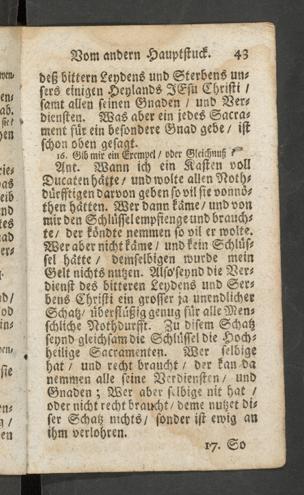 Vom andern Hauptstuck. 43
deß bittern Leydens und Sterbens un-
sers einigen Heylands JEsu Christi /
samt allen seinen Gnaden / und Ver-
diensten. Was aber ein jedes Sacra-
ment für ein besondere Gnad gebe / ist
schon oben gesagt.
16. Gib mir ein Exempel / oder Gleichnuß ?
Ant. Wann ich ein Kasten voll
Ducaten hätte / und wolte allen Noth-
dürfftigen darvon geben so vil sie vonnö-
then hätten. Wer dann käme / und von
mir den Schlüssel empfienge und brauch-
te / der köndte nemmen so vil er wolte.
Wer aber nicht käme / und kein Schlüs-
sel hätte / demselbigen wurde mein
Gelt nichts nutzen. Also seynd die Ver-
dienst des bitteren Leydens und Ster-
bens Christi ein grosser ja unendlicher
Schatz / überflüßig genug für alle Men-
schliche Nothdurfft. Zu disem Schatz
seynd gleichsam die Schlüssel die Hoch-
heilige Sacramenten. Wer selbige
hat / und recht braucht / der kan da
nemmen alle seine Verdiensten / und
Gnaden ; Wer aber selbige nit hat /
oder nicht recht braucht / deme nutzet di-
ser Schatz nichts / sonder ist ewig an
ihm verlohren.
17. So